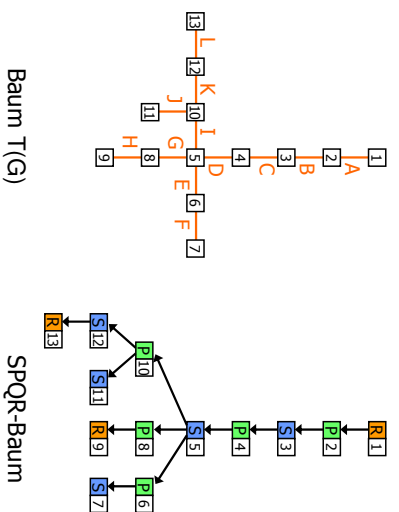 1
A
2
B
3
C
4
D
13 L 12 K 10 I 5 E 6 F 7
J G
11 8
H
9
Baum T(G)
R 1
P 2
S 3
P 4
S 5
P 10 P 8 P 6
S 12 S 11 R 9 S 7
R 13
SPQR-Baum